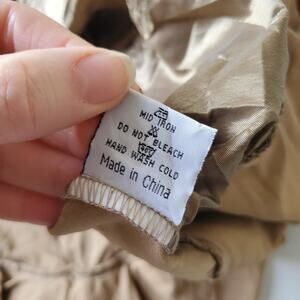 MID IRON
DO NOT BLEACH
HAND WASH COLD
Made in China